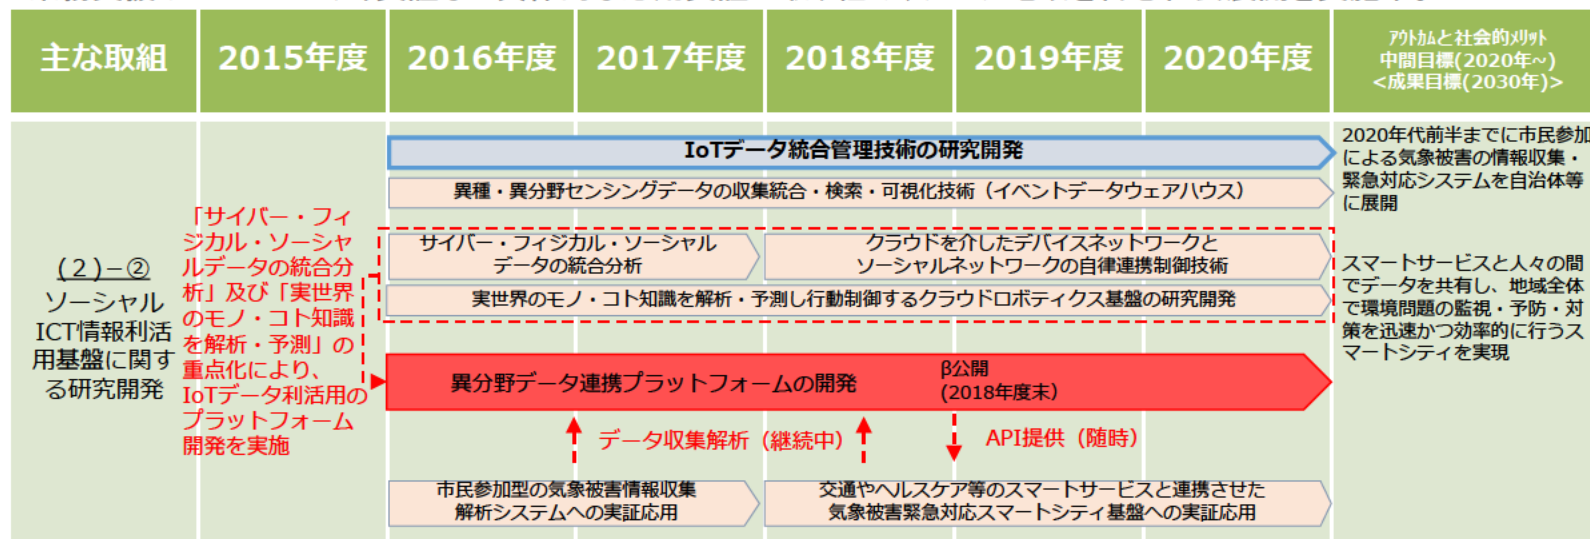 主な取組
2015年度
2016年度
2017年度
2018年度
2019年度
2020年度
ｱｳﾄｶﾑと社会的ﾒﾘｯﾄ
中間目標(2020年~)
<成果目標(2030年)>
(2)-②
ソーシャル
ICT情報利活
用基盤に関す
る研究開発
「サイバー・フィ
ジカル・ソーシャ
ルデータの統合分
析」及び「実世界
のモノ・コト知識
を解析・予測」の
重点化により、
IoTデータ利活用の
プラットフォーム
開発を実施
IoTデータ統合管理技術の研究開発
異種・異分野センシングデータの収集統合・検索・可視化技術（イベントデータウェアハウス）
サイバー・フィジカル・ソーシャル
データの統合分析
クラウドを介したデバイスネットワークと
ソーシャルネットワークの自律連携制御技術
実世界のモノ・コト知識を解析・予測し行動制御するクラウドロボティクス基盤の研究開発
異分野データ連携プラットフォームの開発
β公開
(2018年度末)
データ収集解析（継続中）
API提供（随時）
市民参加型の気象被害情報収集
解析システムへの実証応用
交通やヘルスケア等のスマートサービスと連携させた
気象被害緊急対応スマートシティ基盤への実証応用
2020年代前半までに市民参加
による気象被害の情報収集・
緊急対応システムを自治体等
に展開
スマートサービスと人々の間
でデータを共有し、地域全体
で環境問題の監視・予防・対
策を迅速かつ効率的に行うス
マートシティを実現